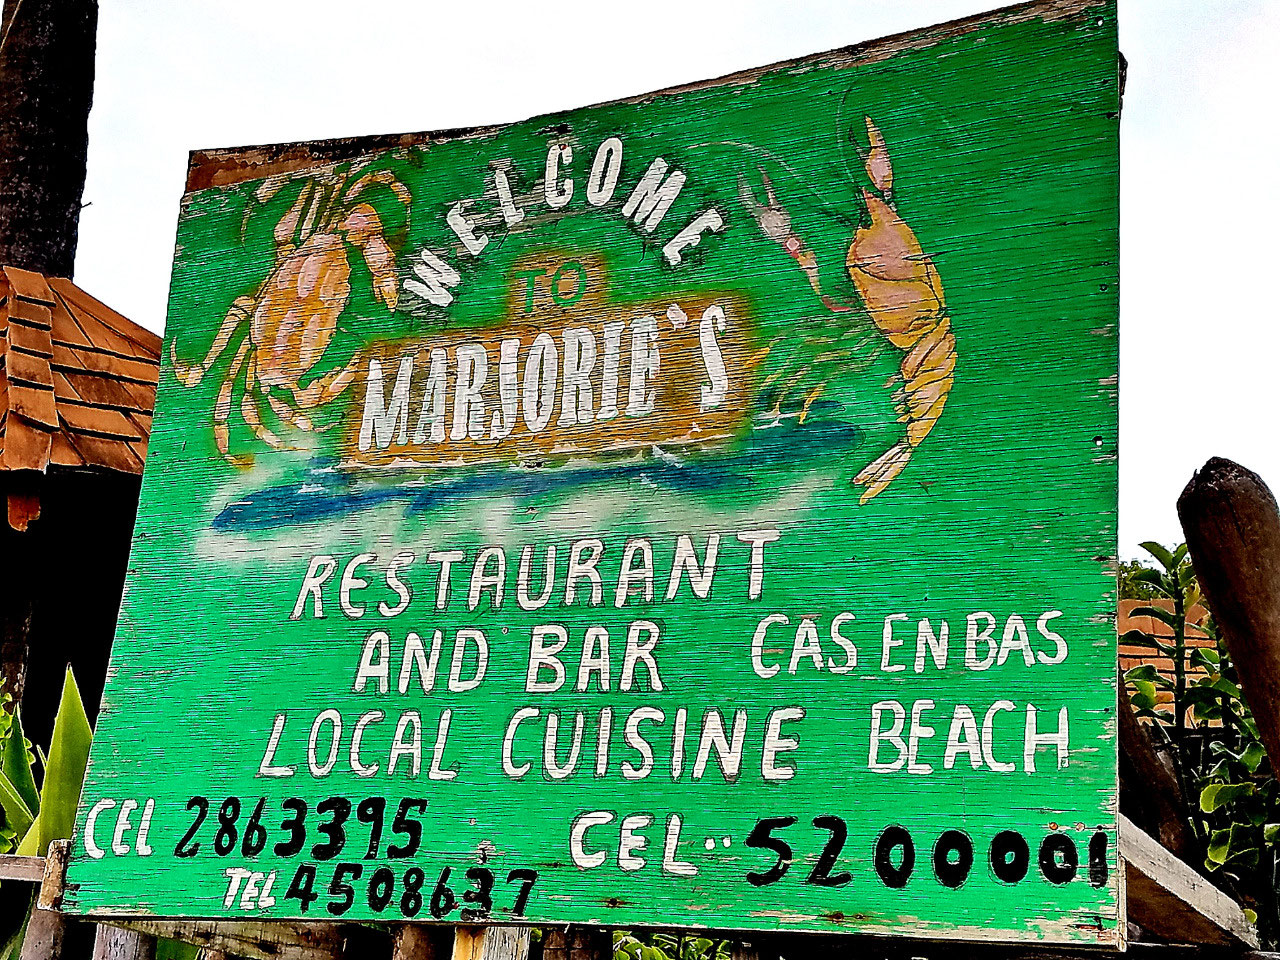 WELCOME
TO
MARJORIE`S
RESTAURANT
AND BAR
LOCAL CUISINE
CAS EN BAS
BEACH
CEL 2863395
TEL 4508637
CEL.. 5200001